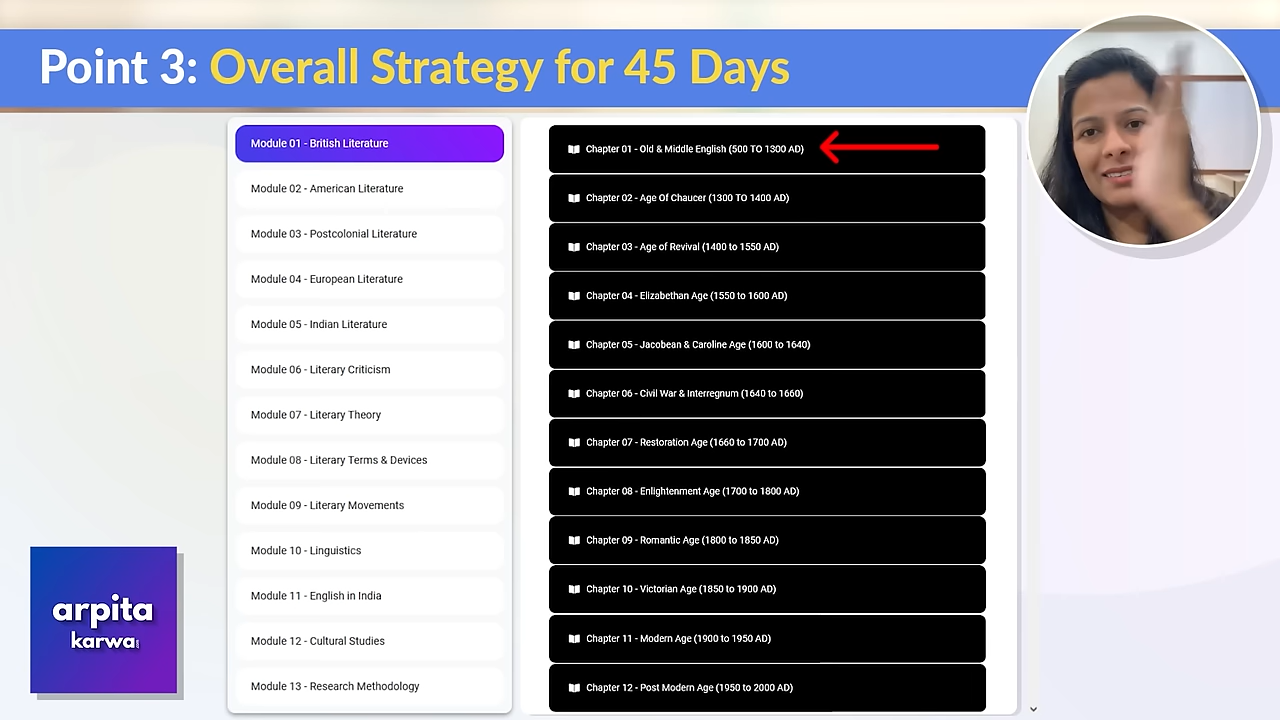 Point 3: Overall Strategy for 45 Days
Module 01 - British Literature
Module 02 - American Literature
Module 03 - Postcolonial Literature
Module 04 - European Literature
Module 05 - Indian Literature
Module 06 - Literary Criticism
Module 07 - Literary Theory
Module 08 - Literary Terms & Devices
Module 09 - Literary Movements
Module 10 - Linguistics
Module 11 - English in India
Module 12 - Cultural Studies
Module 13 - Research Methodology
Chapter 01 - Old & Middle English (500 TO 1300 AD)
Chapter 02 - Age Of Chaucer (1300 TO 1400 AD)
Chapter 03 - Age of Revival (1400 to 1550 AD)
Chapter 04 - Elizabethan Age (1550 to 1600 AD)
Chapter 05 - Jacobean & Caroline Age (1600 to 1640)
Chapter 06 - Civil War & Interregnum (1640 to 1660)
Chapter 07 - Restoration Age (1660 to 1700 AD)
Chapter 08 - Enlightenment Age (1700 to 1800 AD)
Chapter 09 - Romantic Age (1800 to 1850 AD)
Chapter 10 - Victorian Age (1850 to 1900 AD)
Chapter 11 - Modern Age (1900 to 1950 AD)
Chapter 12 - Post Modern Age (1950 to 2000 AD)
arpita
karwa